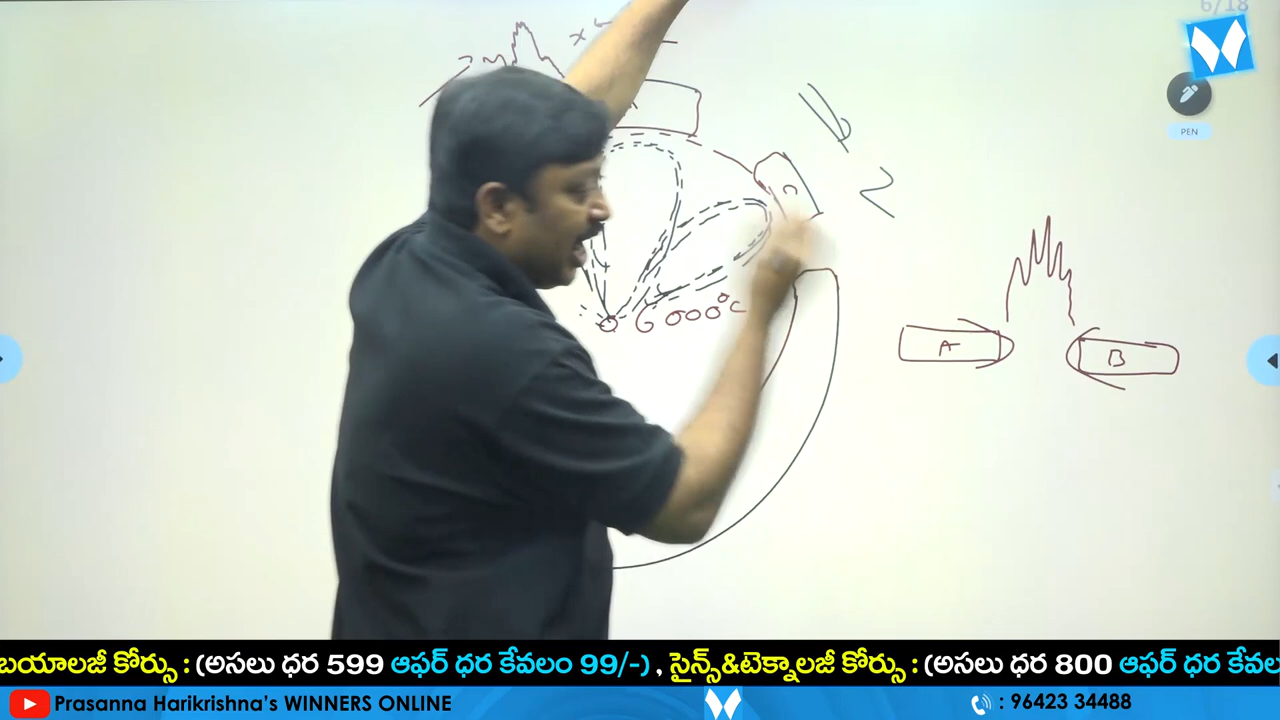 6/18
PEN
C
6000°C
A
B
బయాలజీ కోర్సు : (అసలు ధర 599 ఆఫర్ ధర కేవలం 99/-) , సైన్స్&టెక్నాలజీ కోర్సు : (అసలు ధర 800 ఆఫర్ ధర కేవల
Prasanna Harikrishna's WINNERS ONLINE
: 96423 34488